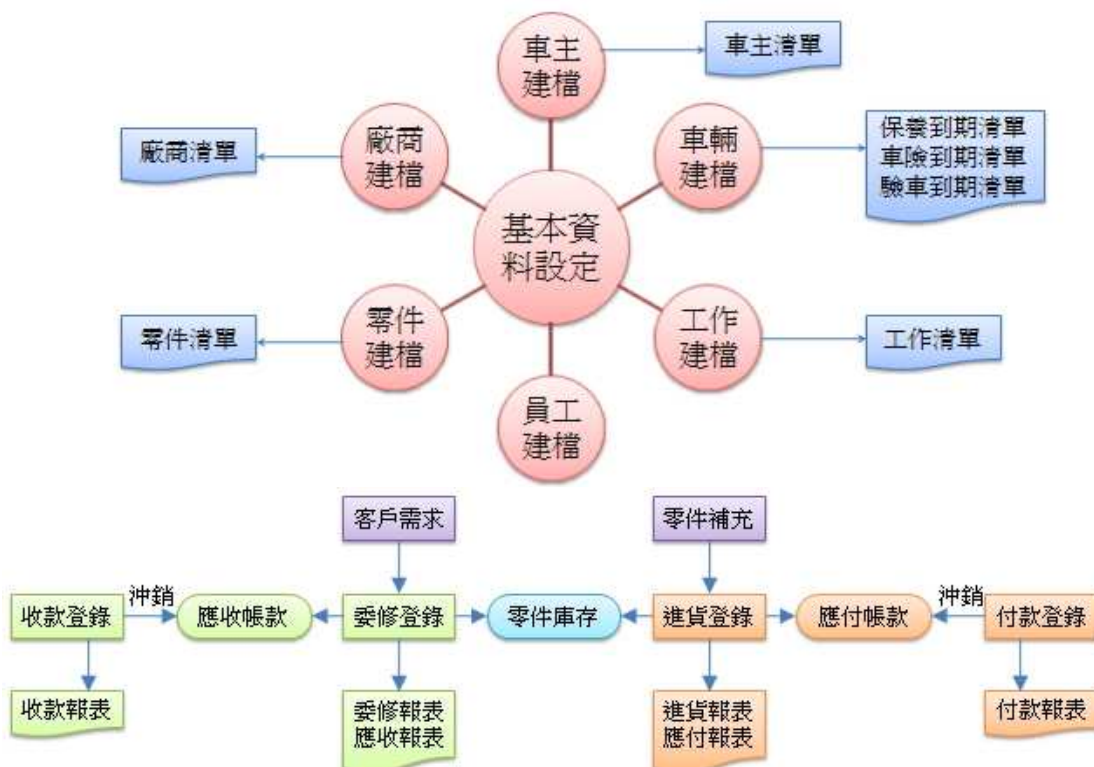 車主
建檔
車主清單
廠商
建檔
廠商清單
車輛
建檔
保養到期清單
車險到期清單
驗車到期清單
基本資
料設定
零件
建檔
零件清單
工作
建檔
工作清單
員工
建檔
客戶需求
零件補充
收款登錄
沖銷
應收帳款
委修登錄
零件庫存
進貨登錄
應付帳款
沖銷
付款登錄
收款報表
委修報表
應收報表
進貨報表
應付報表
付款報表